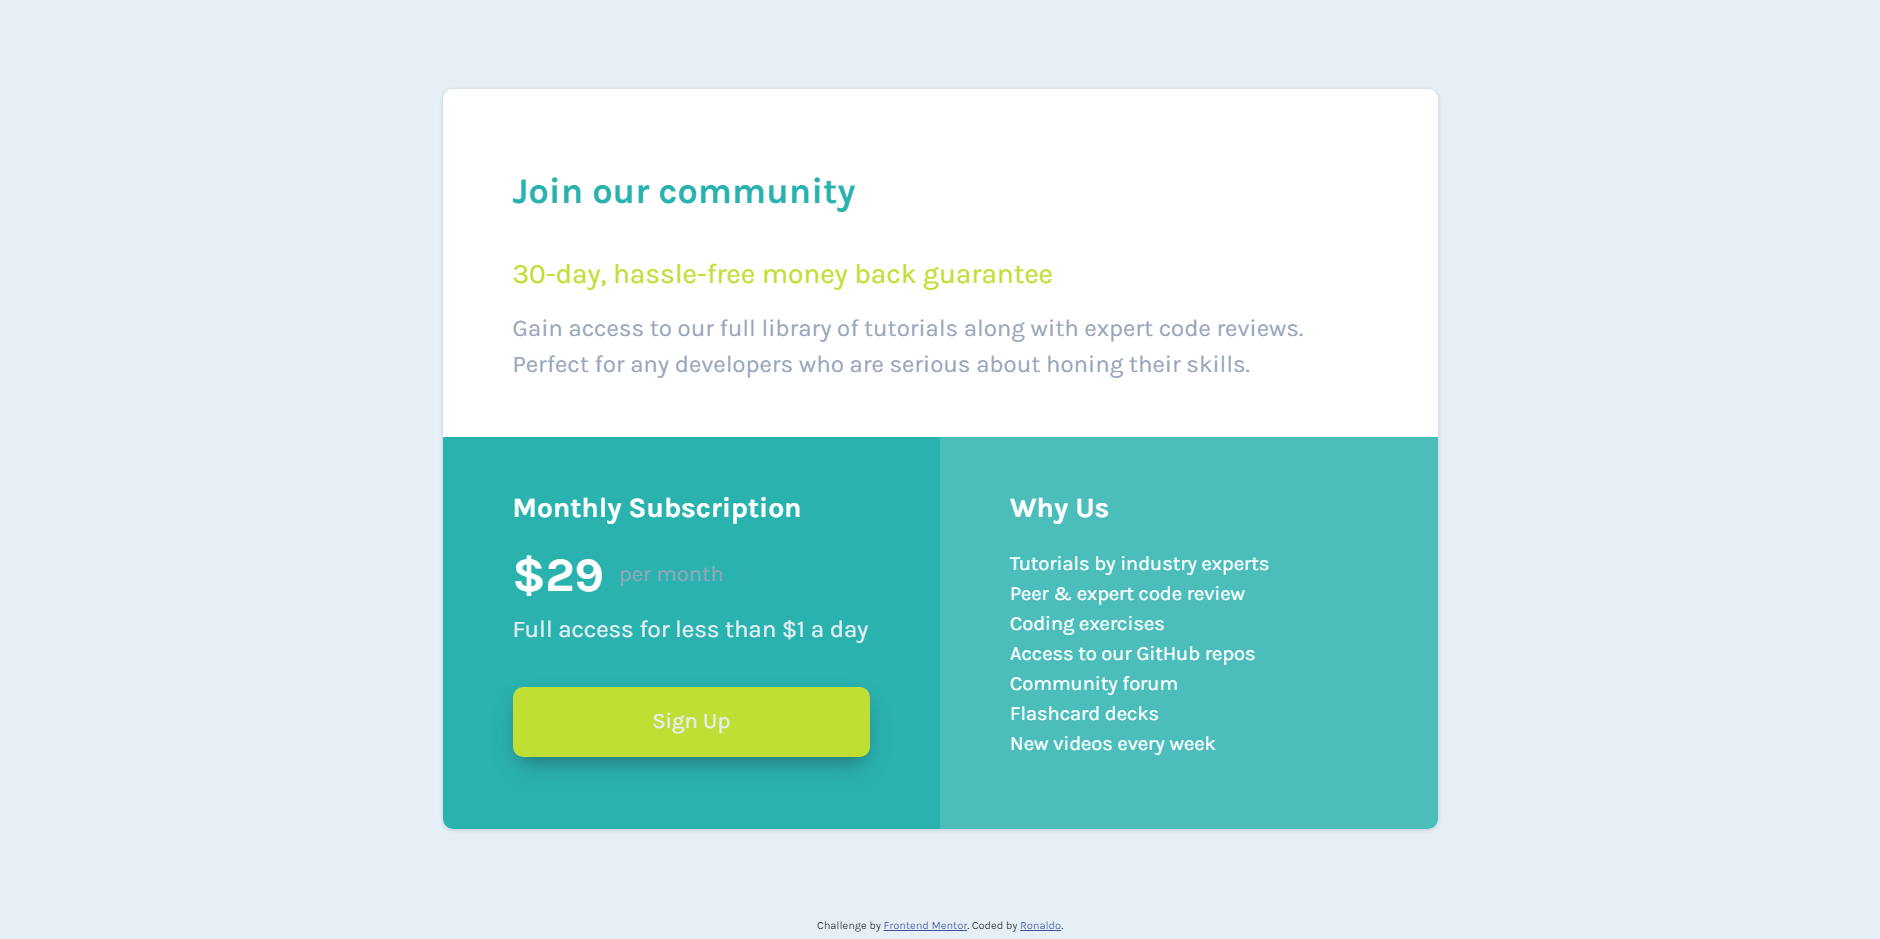 Join our community
30-day, hassle-free money back guarantee
Gain access to our full library of tutorials along with expert code reviews.
Perfect for any developers who are serious about honing their skills.
Monthly Subscription
$29 per month
Full access for less than $1 a day
Sign Up
Why Us
Tutorials by industry experts
Peer & expert code review
Coding exercises
Access to our GitHub repos
Community forum
Flashcard decks
New videos every week
Challenge by Frontend Mentor. Coded by Ronaldo.